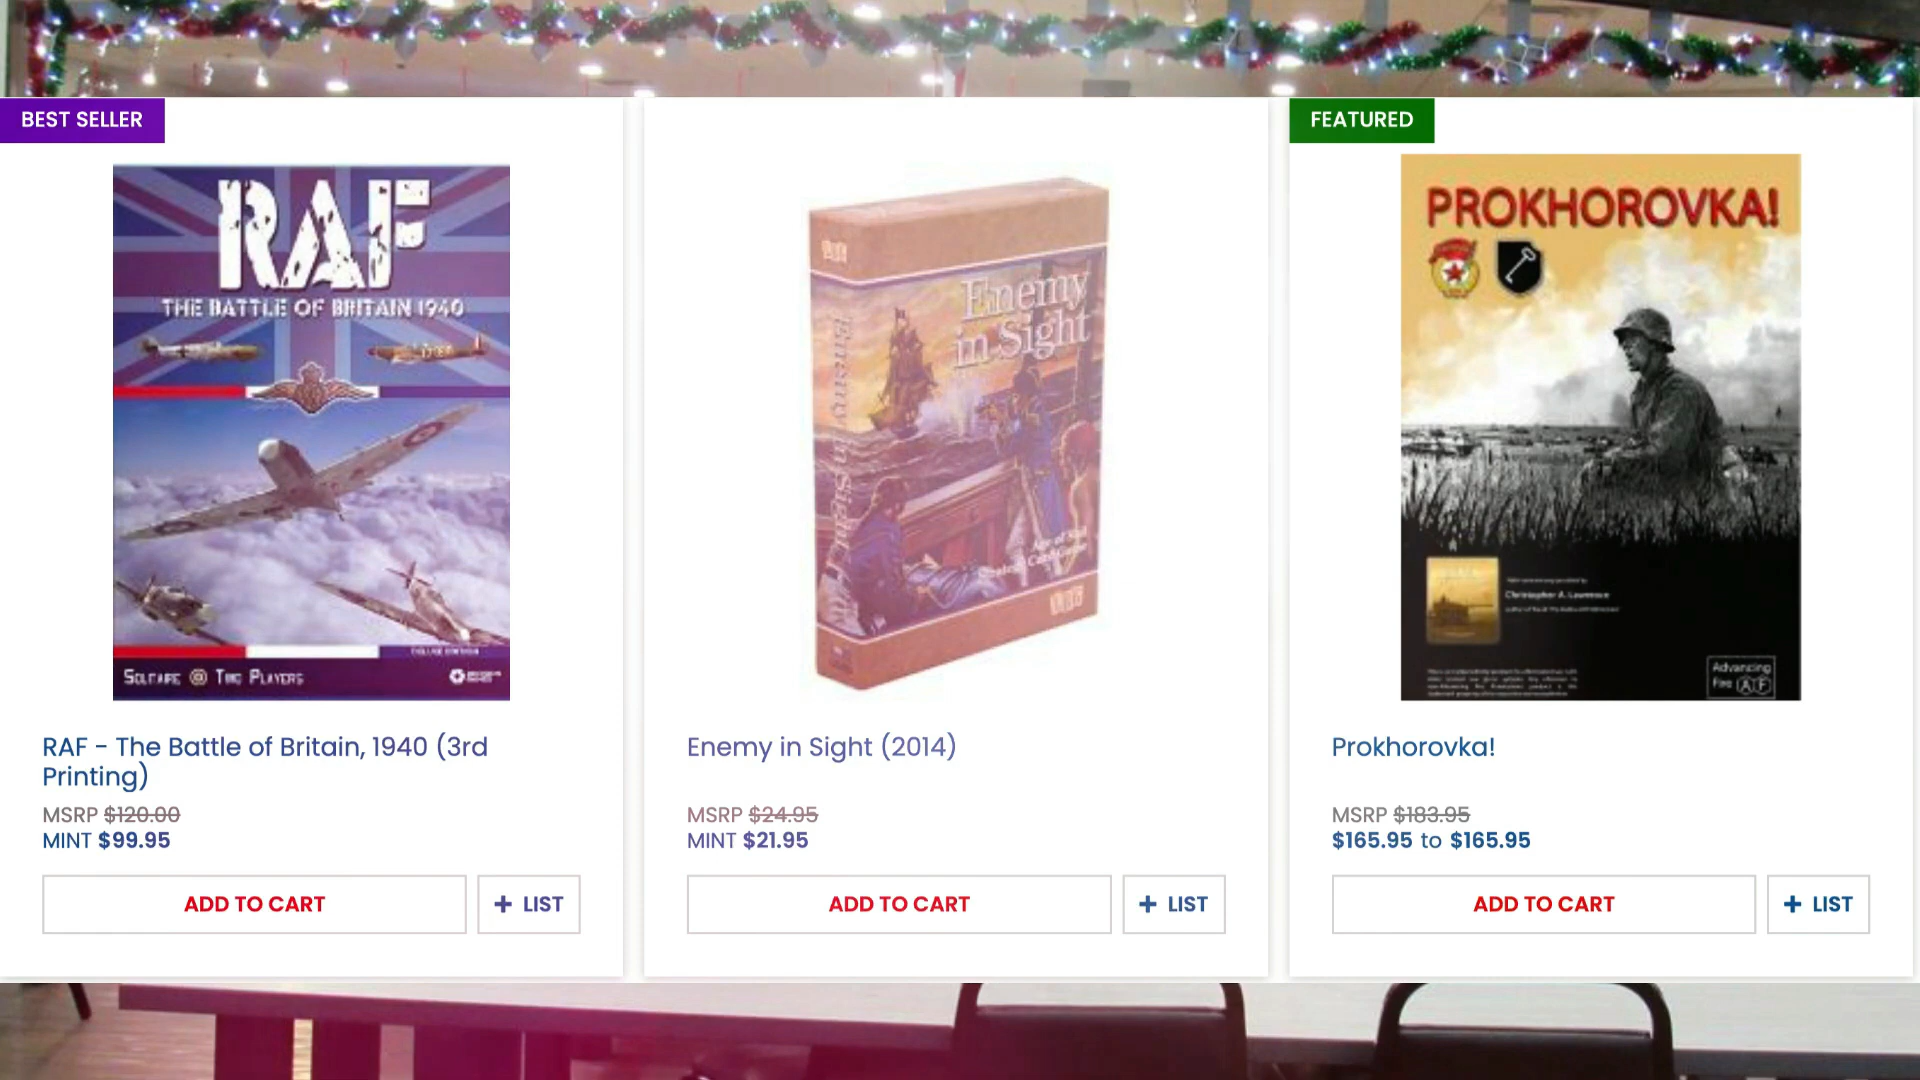 BEST SELLER
RAF
THE BATTLE OF BRITAIN 1940
SOLITAIRE TWO PLAYERS
RAF - The Battle of Britain, 1940 (3rd
Printing)
MSRP $120.00
MINT $99.95
ADD TO CART
+ LIST
Enemy
in Sight
Enemy in Sight
Enemy in Sight (2014)
MSRP $24.95
MINT $21.95
ADD TO CART
+ LIST
FEATURED
PROKHOROVKA!
Christopher A. Lawrence
Advancing
Fire AF
Prokhorovka!
MSRP $183.95
$165.95 to $165.95
ADD TO CART
+ LIST